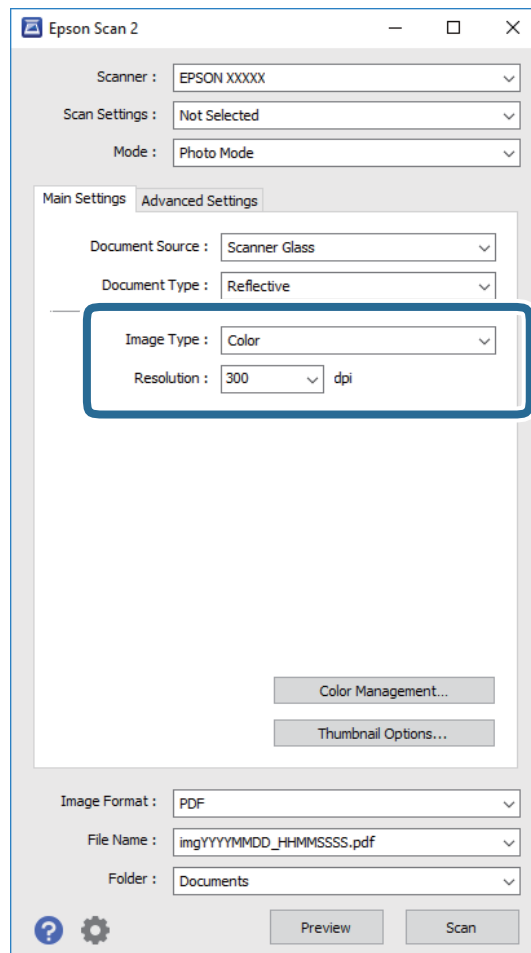 Epson Scan 2
Scanner : EPSON XXXXX
Scan Settings : Not Selected
Mode : Photo Mode
Main Settings Advanced Settings
Document Source : Scanner Glass
Document Type : Reflective
Image Type : Color
Resolution : 300 dpi
Color Management...
Thumbnail Options...
Image Format : PDF
File Name : imgYYYYMMDD_HHMMSSSS.pdf
Folder : Documents
? Preview Scan